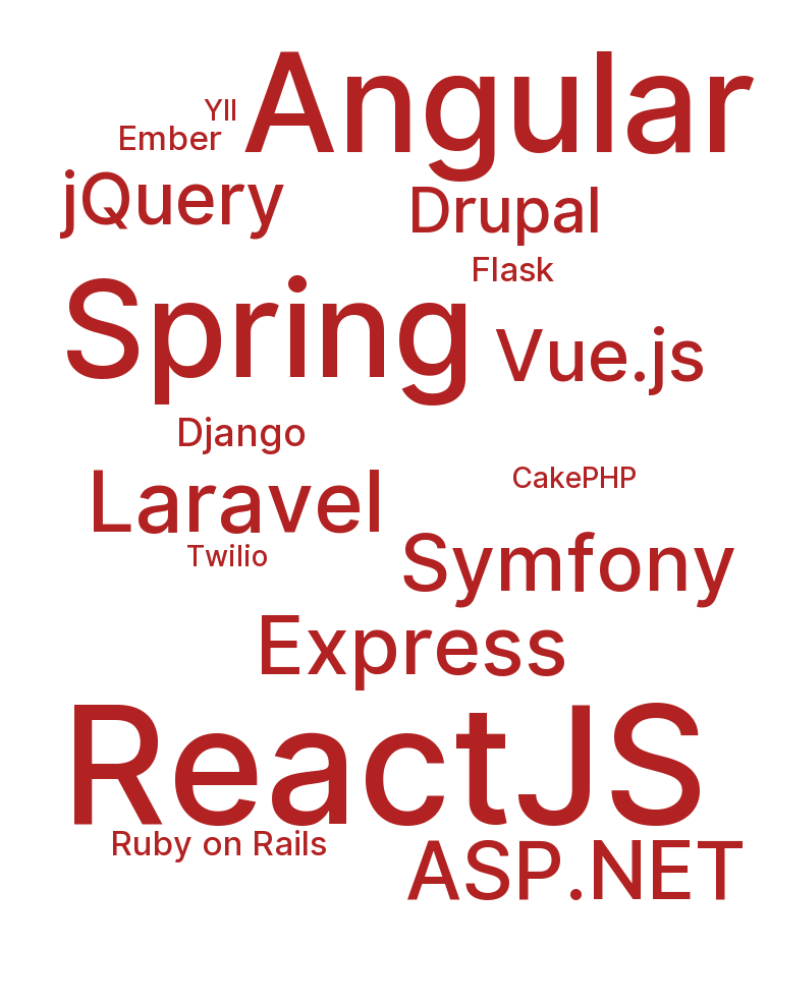 Angular
YII
Ember
jQuery
Drupal
Flask
Spring
Vue.js
Django
Laravel
CakePHP
Twilio
Symfony
Express
ReactJS
Ruby on Rails
ASP.NET